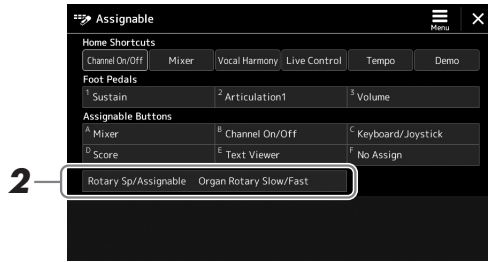 Assignable
Menu
Home Shortcuts
Channel On/Off Mixer Vocal Harmony Live Control Tempo Demo
Foot Pedals
1 Sustain 2 Articulation1 3 Volume
Assignable Buttons
A Mixer B Channel On/Off C Keyboard/Joystick
D Score E Text Viewer F No Assign
2 Rotary Sp/Assignable Organ Rotary Slow/Fast